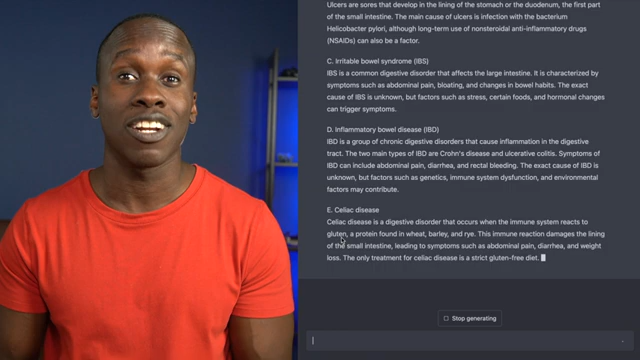 Ulcers are sores that develop in the lining of the stomach or the duodenum, the first part
of the small intestine. The main cause of ulcers is infection with the bacterium
Helicobacter pylori, although long-term use of nonsteroidal anti-inflammatory drugs
(NSAIDs) can also be a factor.
C. Irritable bowel syndrome (IBS)
IBS is a common digestive disorder that affects the large intestine. It is characterized by
symptoms such as abdominal pain, bloating, and changes in bowel habits. The exact
cause of IBS is unknown, but factors such as stress, certain foods, and hormonal changes
can trigger symptoms.
D. Inflammatory bowel disease (IBD)
IBD is a group of chronic digestive disorders that cause inflammation in the digestive
tract. The two main types of IBD are Crohn's disease and ulcerative colitis. Symptoms of
IBD can include abdominal pain, diarrhea, and rectal bleeding. The exact cause of IBD is
unknown, but factors such as genetics, immune system dysfunction, and environmental
factors may contribute.
E. Celiac disease
Celiac disease is a digestive disorder that occurs when the immune system reacts to
gluten, a protein found in wheat, barley, and rye. This immune reaction damages the lining
of the small intestine, leading to symptoms such as abdominal pain, diarrhea, and weight
loss. The only treatment for celiac disease is a strict gluten-free diet.
Stop generating